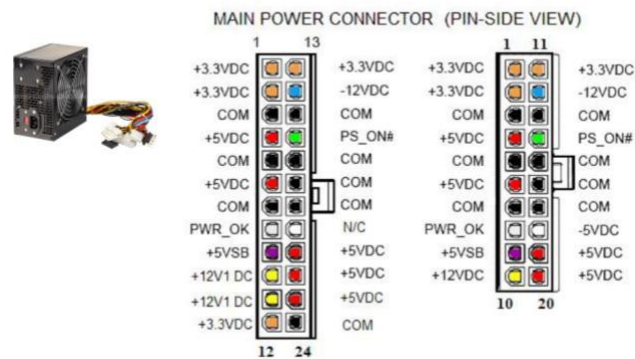 MAIN POWER CONNECTOR (PIN-SIDE VIEW)
1 13
+3.3VDC +3.3VDC
+3.3VDC -12VDC
COM COM
+5VDC PS_ON#
COM COM
+5VDC COM
COM COM
PWR_OK N/C
+5VSB +5VDC
+12V1 DC +5VDC
+12V1 DC +5VDC
+3.3VDC COM
12 24
1 11
+3.3VDC +3.3VDC
+3.3VDC -12VDC
COM COM
+5VDC PS_ON#
COM COM
+5VDC COM
COM COM
PWR_OK -5VDC
+5VSB +5VDC
+12VDC +5VDC
10 20